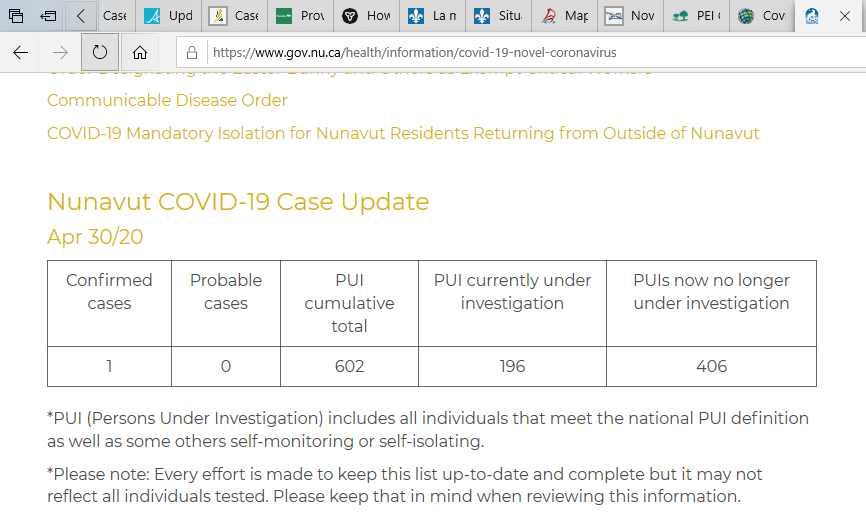 Case
Upd
Case
Prov
How
La n
Situ
Map
Nov
PEI
Cov
https://www.gov.nu.ca/health/information/covid-19-novel-coronavirus
Communicable Disease Order
COVID-19 Mandatory Isolation for Nunavut Residents Returning from Outside of Nunavut
Nunavut COVID-19 Case Update
Apr 30/20
Confirmed cases
Probable cases
PUI cumulative total
PUI currently under investigation
PUIs now no longer under investigation
1
0
602
196
406
*PUI (Persons Under Investigation) includes all individuals that meet the national PUI definition
as well as some others self-monitoring or self-isolating.
*Please note: Every effort is made to keep this list up-to-date and complete but it may not
reflect all individuals tested. Please keep that in mind when reviewing this information.